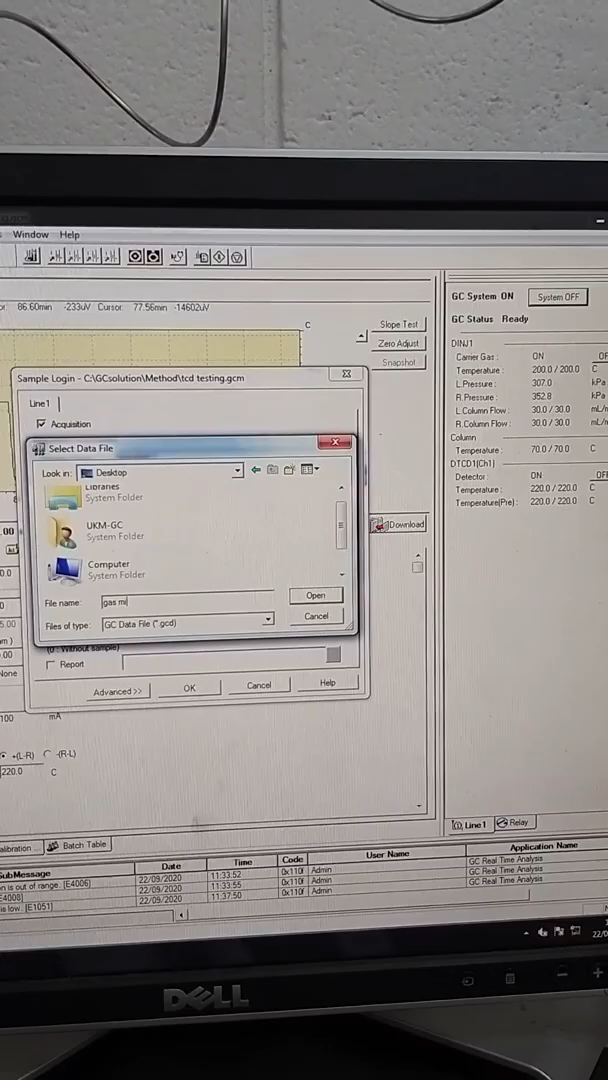 Window Help
86.60min -233uV Cursor: 77.56min -14602uV
C
Slope Test
Zero Adjust
Snapshot
Sample Login - C:\GCsolution\Method\tcd testing.gcm
Line1
Acquisition
Select Data File
Look in: Desktop
Libraries
System Folder
UKM-GC
System Folder
Computer
System Folder
File name: gas mi
Open
Files of type: GC Data File (*.gcd)
Cancel
(0 : Without sample)
Report
Advanced >> OK Cancel Help
Download
None
100 mA
+(L-R) -(R-L)
220.0 C
Batch Table
GC System ON System OFF
GC Status Ready
DINJ1
Carrier Gas : ON
Temperature : 200.0 / 200.0 C
L.Pressure : 307.0 kPa
R.Pressure : 352.8 kPa
L.Column Flow : 30.0 / 30.0 mL/
R.Column Flow : 30.0 / 30.0 mL/
Column
Temperature : 70.0 / 70.0 C
DTCD1(Ch1)
Detector : ON
Temperature : 220.0 / 220.0 C
Temperature(Pre) : 220.0 / 220.0 C
Line1 Relay
SubMessage Date Time Code User Name Application Name
n is out of range. [E4006] 22/09/2020 11:33:52 Admin GC Real Time Analysis
E4008] 22/09/2020 11:33:55 Admin GC Real Time Analysis
is low. [E1051] 22/09/2020 11:37:50 Admin GC Real Time Analysis
DELL